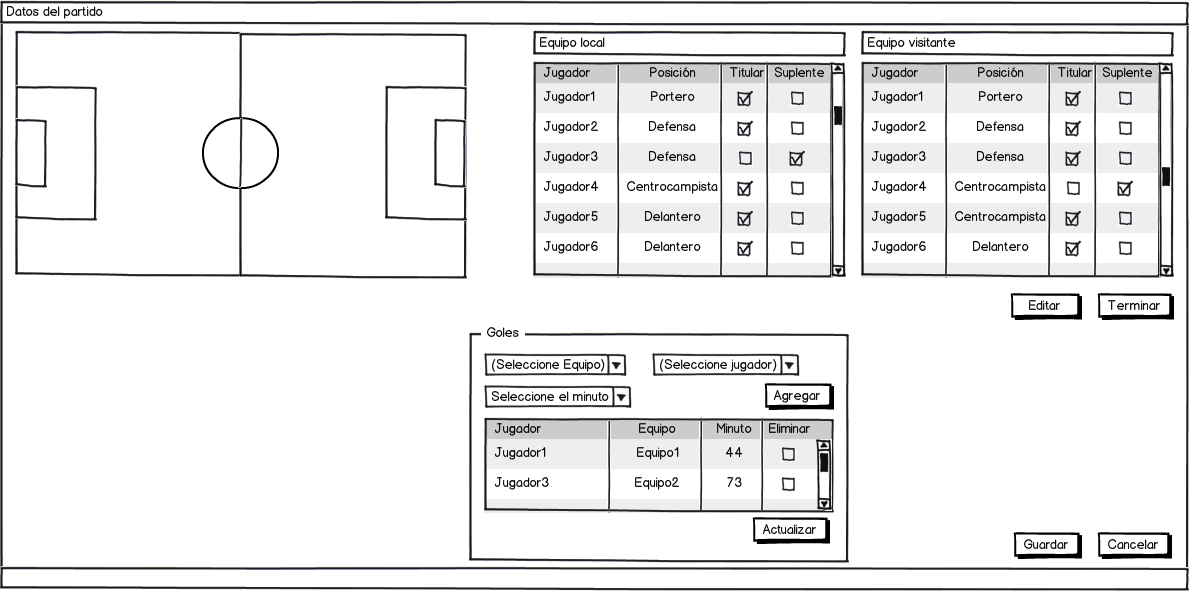 Datos del partido
Equipo local
Jugador Posición Titular Suplente
Jugador1 Portero
Jugador2 Defensa
Jugador3 Defensa
Jugador4 Centrocampista
Jugador5 Delantero
Jugador6 Delantero
Equipo visitante
Jugador Posición Titular Suplente
Jugador1 Portero
Jugador2 Defensa
Jugador3 Defensa
Jugador4 Centrocampista
Jugador5 Centrocampista
Jugador6 Delantero
Editar Terminar
Goles
(Seleccione Equipo) (Seleccione jugador)
Seleccione el minuto Agregar
Jugador Equipo Minuto Eliminar
Jugador1 Equipo1 44
Jugador3 Equipo2 73
Actualizar
Guardar Cancelar